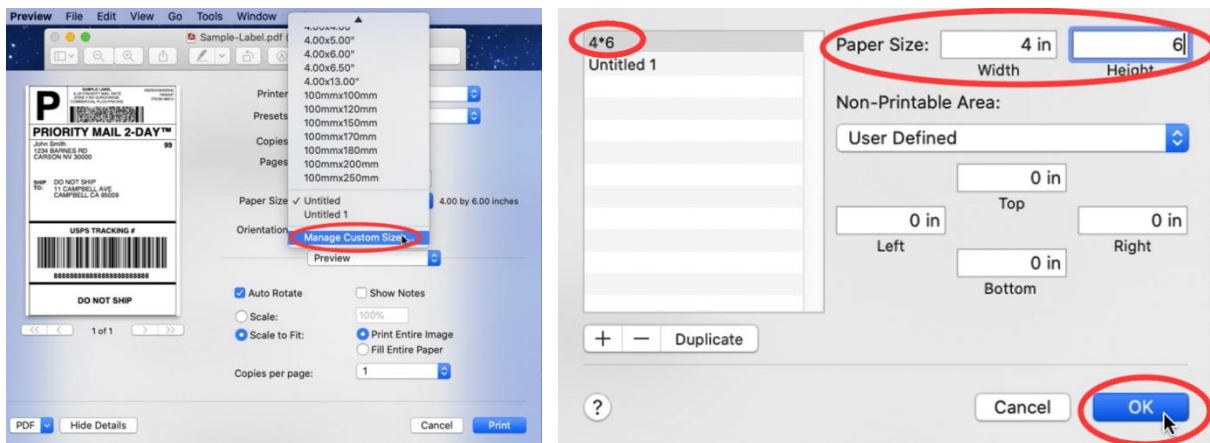 Preview File Edit View Go Tools Window
Sample-Label.pdf (
4.00x4.00"
4.00x5.00"
4.00x6.00"
4.00x6.50"
4.00x13.00"
100mmx100mm
100mmx120mm
100mmx150mm
100mmx170mm
100mmx180mm
100mmx200mm
100mmx250mm
Printer
Presets
Copies
Pages
Paper Size ✓ Untitled 4.00 by 6.00 inches
Untitled 1
Orientation
Manage Custom Size
Preview
P
PRIORITY MAIL 2-DAY™
John Smith 99
1234 BARNES RD
CARSON NV 30000
SHIP TO: DO NOT SHIP
11 CAMPBELL AVE
CAMPBELL CA 95009
USPS TRACKING #
DO NOT SHIP
<< < 1 of 1 > >>
Auto Rotate Show Notes
Scale: 100%
Scale to Fit: Print Entire Image
Fill Entire Paper
Copies per page: 1
PDF Hide Details Cancel Print
4*6
Untitled 1
+ − Duplicate
Paper Size: 4 in 6
Width Height
Non-Printable Area:
User Defined
0 in
Top
0 in 0 in
Left Right
0 in
Bottom
? Cancel OK